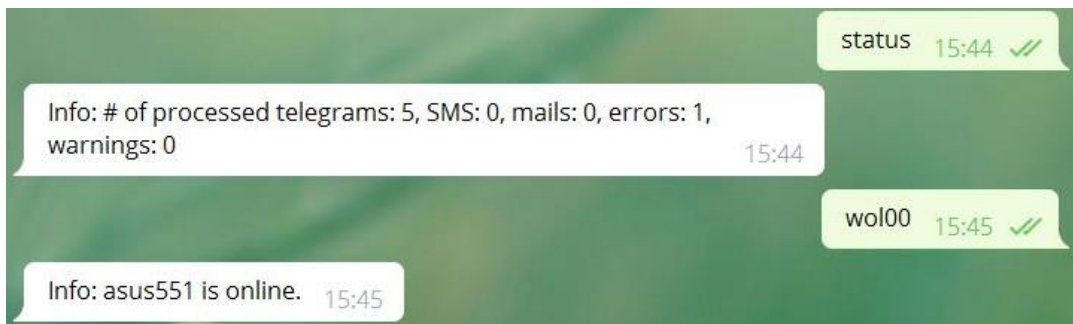 status 15:44
Info: # of processed telegrams: 5, SMS: 0, mails: 0, errors: 1,
warnings: 0 15:44
wol00 15:45
Info: asus551 is online. 15:45